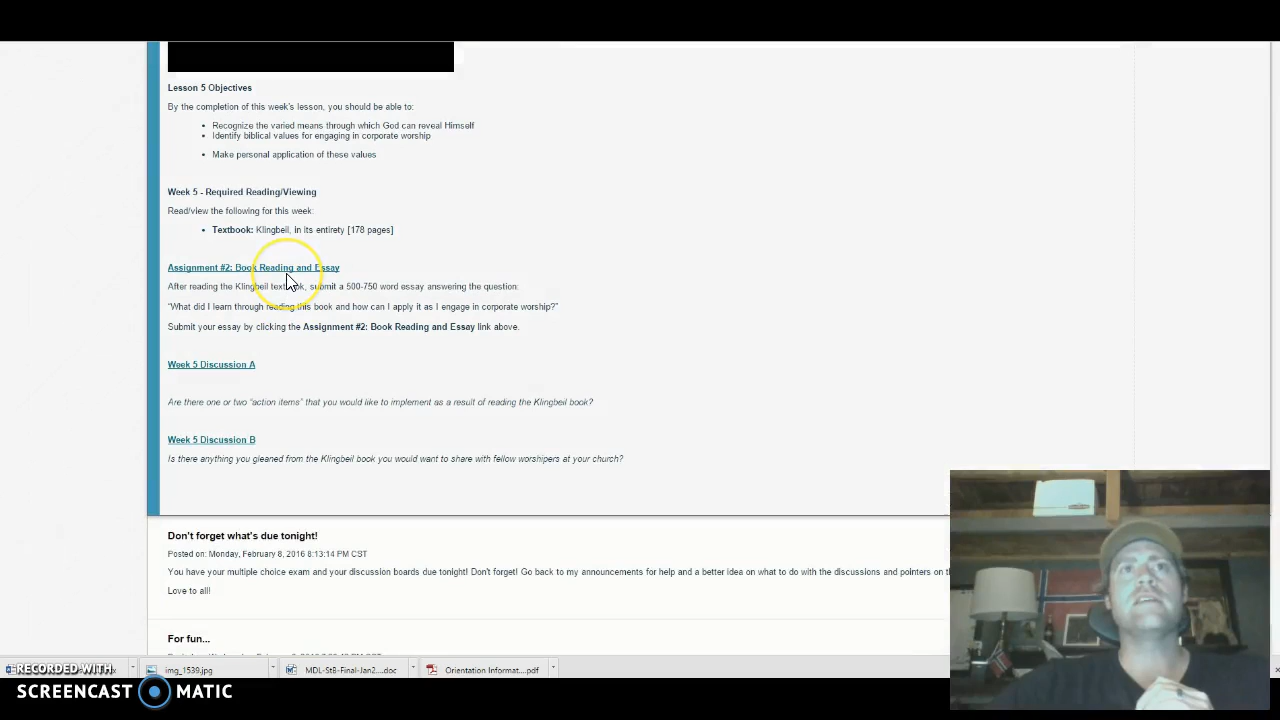 Lesson 5 Objectives
By the completion of this week's lesson, you should be able to:
• Recognize the varied means through which God can reveal Himself
• Identify biblical values for engaging in corporate worship
• Make personal application of these values
Week 5 - Required Reading/Viewing
Read/view the following for this week:
• Textbook: Klingbeil, in its entirety [178 pages]
Assignment #2: Book Reading and Essay
After reading the Klingbeil textbook, submit a 500-750 word essay answering the question:
"What did I learn through reading this book and how can I apply it as I engage in corporate worship?"
Submit your essay by clicking the Assignment #2: Book Reading and Essay link above.
Week 5 Discussion A
Are there one or two "action items" that you would like to implement as a result of reading the Klingbeil book?
Week 5 Discussion B
Is there anything you gleaned from the Klingbeil book you would want to share with fellow worshipers at your church?
Don't forget what's due tonight!
Posted on: Monday, February 8, 2016 8:13:14 PM CST
You have your multiple choice exam and your discussion boards due tonight! Don't forget! Go back to my announcements for help and a better idea on what to do with the discussions and pointers on
Love to all!
For fun...
img_1539.jpg
MDL-StB-Final-Jan2....doc
Orientation Informat....pdf
RECORDED WITH
SCREENCAST MATIC